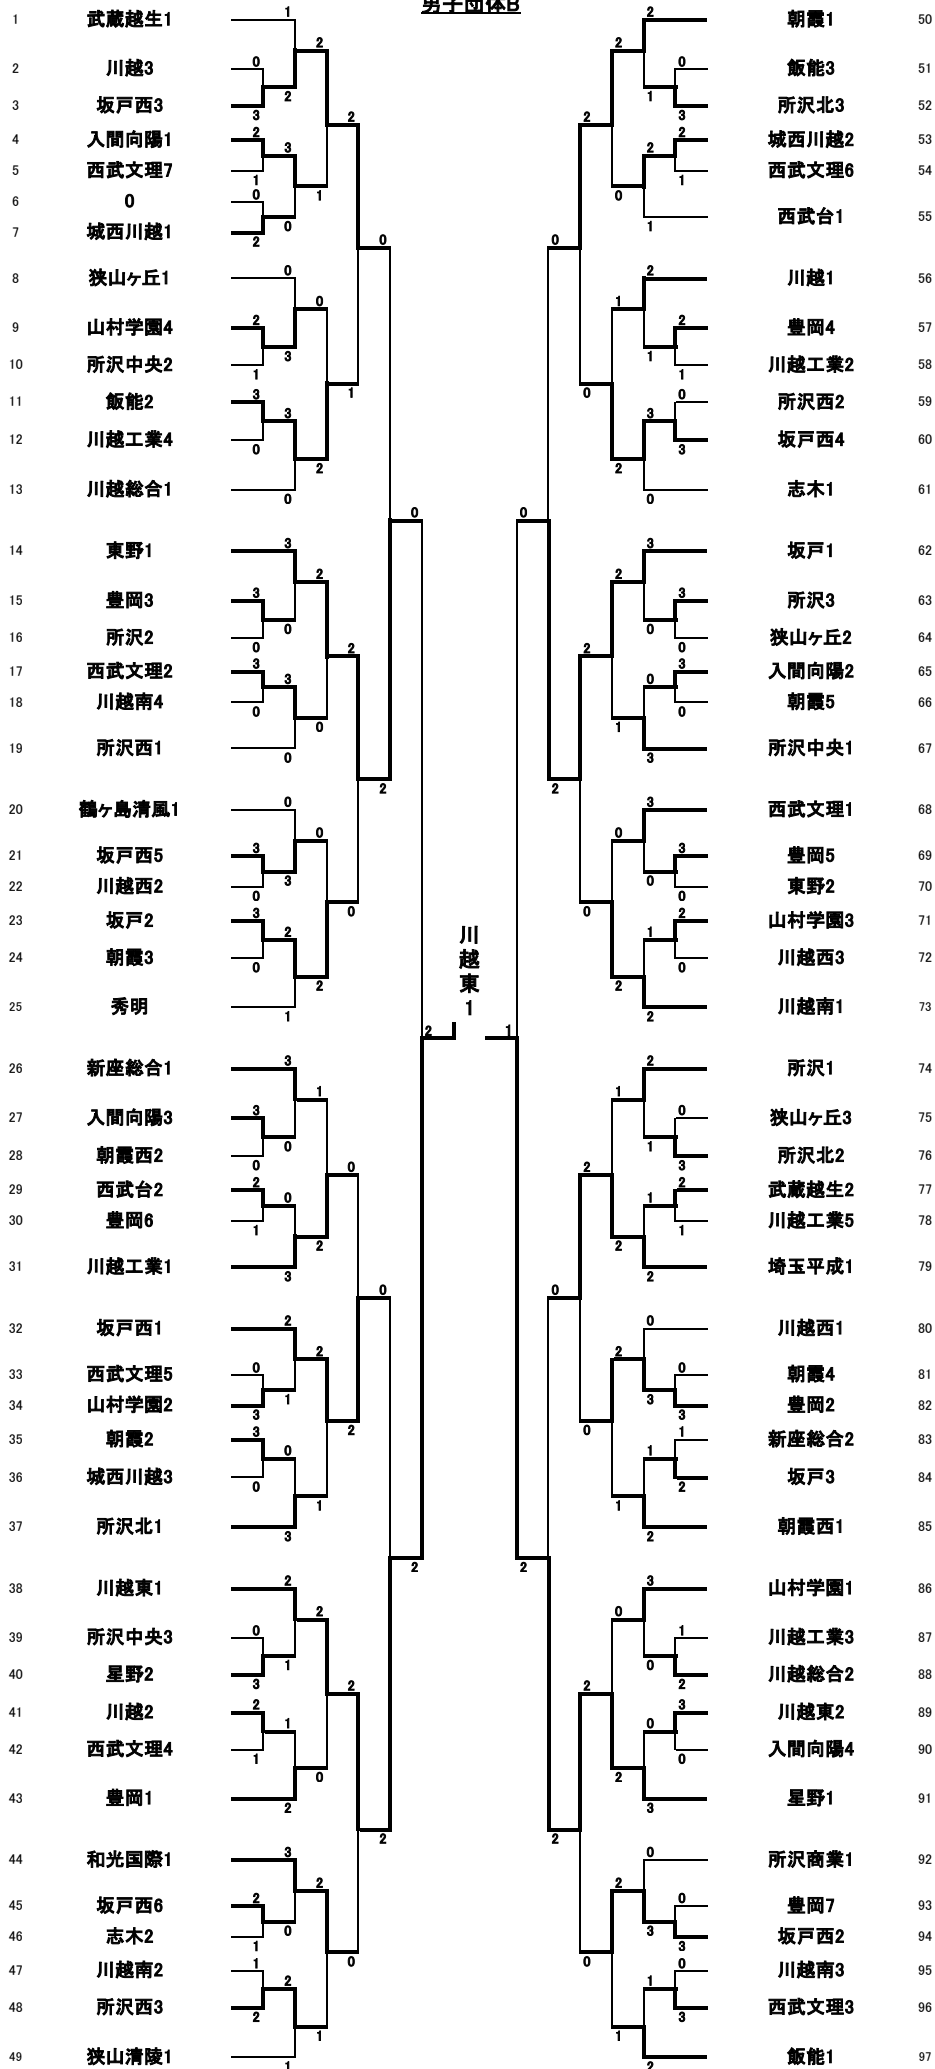 男子団体B
1 武蔵越生1
2 川越3
3 坂戸西3
4 入間向陽1
5 西武文理7
6 0
7 城西川越1
8 狭山ヶ丘1
9 山村学園4
10 所沢中央2
11 飯能2
12 川越工業4
13 川越総合1
14 東野1
15 豊岡3
16 所沢2
17 西武文理2
18 川越南4
19 所沢西1
20 鶴ヶ島清風1
21 坂戸西5
22 川越西2
23 坂戸2
24 朝霞3
25 秀明
26 新座総合1
27 入間向陽3
28 朝霞西2
29 西武台2
30 豊岡6
31 川越工業1
32 坂戸西1
33 西武文理5
34 山村学園2
35 朝霞2
36 城西川越3
37 所沢北1
38 川越東1
39 所沢中央3
40 星野2
41 川越2
42 西武文理4
43 豊岡1
44 和光国際1
45 坂戸西6
46 志木2
47 川越南2
48 所沢西3
49 狭山清陵1
川越東1
2 1
朝霞1 50
飯能3 51
所沢北3 52
城西川越2 53
西武文理6 54
西武台1 55
川越1 56
豊岡4 57
川越工業2 58
所沢西2 59
坂戸西4 60
志木1 61
坂戸1 62
所沢3 63
狭山ヶ丘2 64
入間向陽2 65
朝霞5 66
所沢中央1 67
西武文理1 68
豊岡5 69
東野2 70
山村学園3 71
川越西3 72
川越南1 73
所沢1 74
狭山ヶ丘3 75
所沢北2 76
武蔵越生2 77
川越工業5 78
埼玉平成1 79
川越西1 80
朝霞4 81
豊岡2 82
新座総合2 83
坂戸3 84
朝霞西1 85
山村学園1 86
川越工業3 87
川越総合2 88
川越東2 89
入間向陽4 90
星野1 91
所沢商業1 92
豊岡7 93
坂戸西2 94
川越南3 95
西武文理3 96
飯能1 97